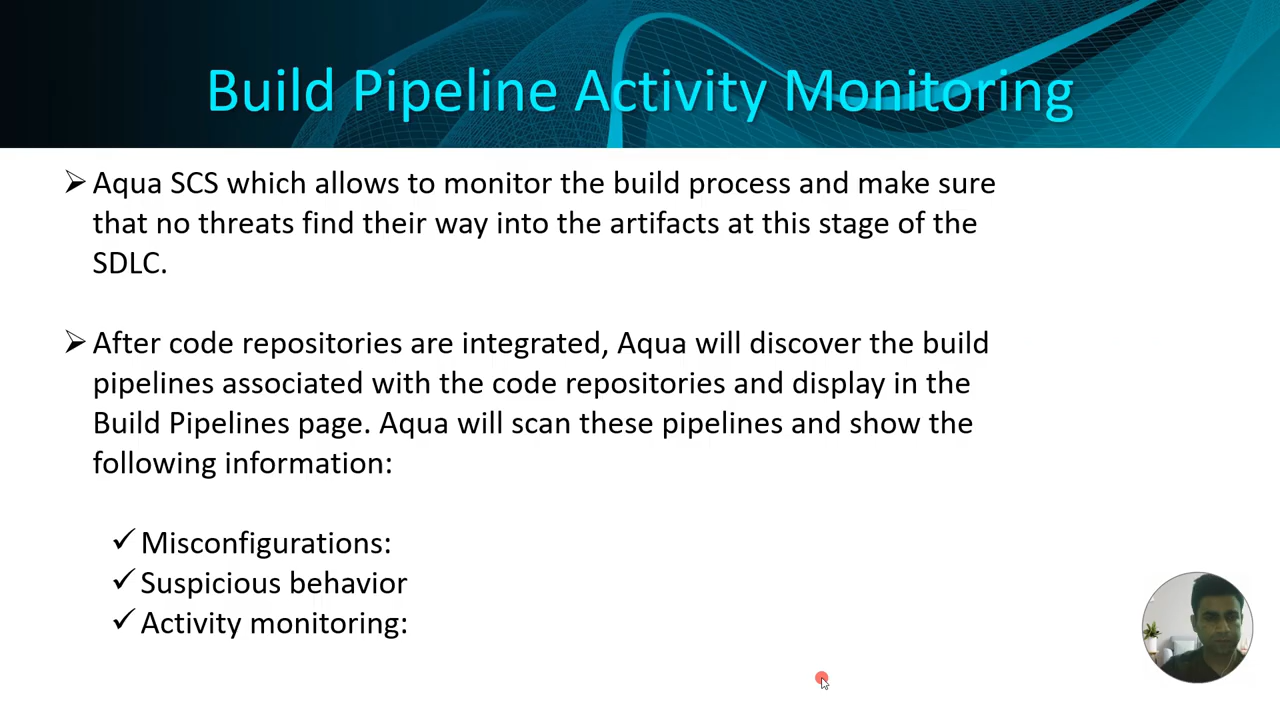 Build Pipeline Activity Monitoring
Aqua SCS which allows to monitor the build process and make sure
that no threats find their way into the artifacts at this stage of the
SDLC.
After code repositories are integrated, Aqua will discover the build
pipelines associated with the code repositories and display in the
Build Pipelines page. Aqua will scan these pipelines and show the
following information:
Misconfigurations:
Suspicious behavior
Activity monitoring: